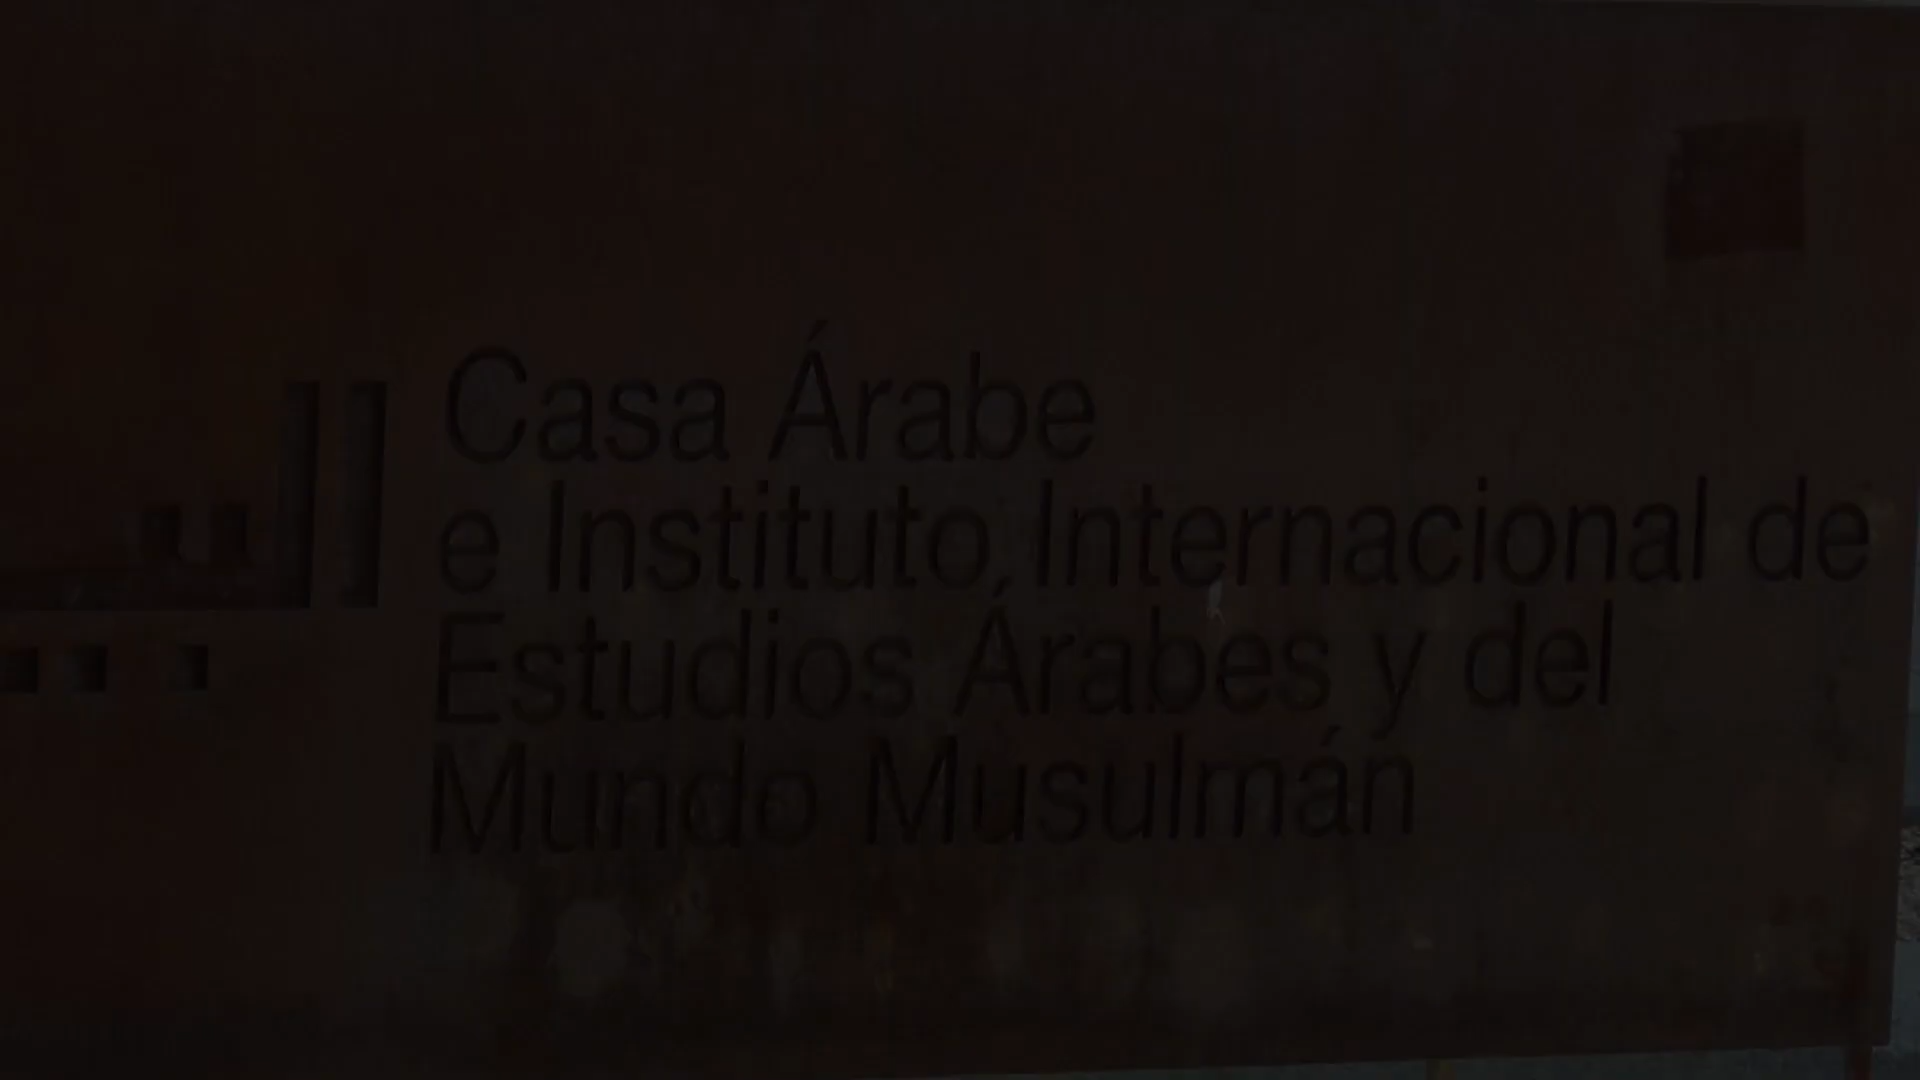 Casa Árabe
e Instituto Internacional de
Estudios Árabes y del
Mundo Musulmán